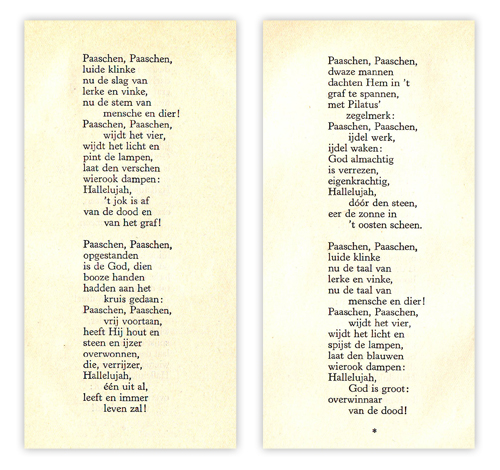 Paaschen, Paaschen,
luide klinke
nu de slag van
lerke en vinke,
nu de stem van
mensche en dier!
Paaschen, Paaschen,
wijdt het vier,
wijdt het licht en
pint de lampen,
laat den verschen
wierook dampen:
Hallelujah,
't jok is af
van de dood en
van het graf!
Paaschen, Paaschen,
opgestanden
is de God, dien
booze handen
hadden aan het
kruis gedaan:
Paaschen, Paaschen,
vrij voortaan,
heeft Hij hout en
steen en ijzer
overwonnen,
die, verrijzer,
Hallelujah,
één uit al,
leeft en immer
leven zal!
Paaschen, Paaschen,
dwaze mannen
dachten Hem in 't
graf te spannen,
met Pilatus'
zegelmerk:
Paaschen, Paaschen,
ijdel werk,
ijdel waken:
God almachtig
is verrezen,
eigenkrachtig,
Hallelujah,
dóór den steen,
eer de zonne in
't oosten scheen.
Paaschen, Paaschen,
luide klinke
nu de taal van
lerke en vinke,
nu de taal van
mensche en dier!
Paaschen, Paaschen,
wijdt het vier,
wijdt het licht en
spijst de lampen,
laat den blauwen
wierook dampen:
Hallelujah,
God is groot:
overwinnaar
van de dood!
*